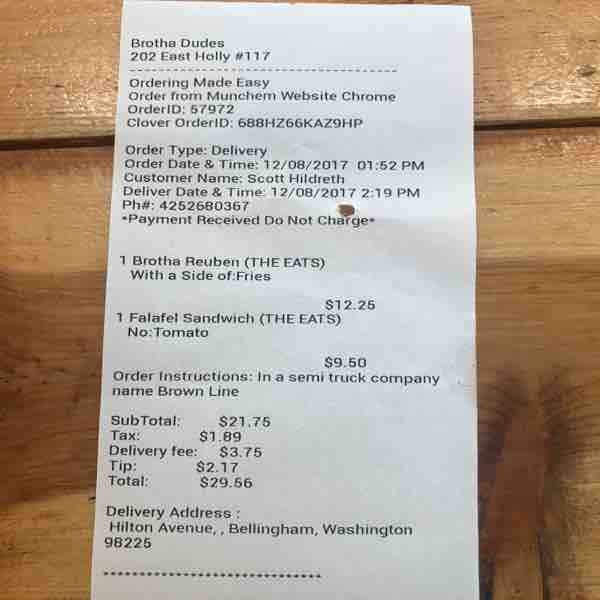 Brotha Dudes
202 East Holly #117
Ordering Made Easy
Order from Munchem Website Chrome
OrderID: 57972
Clover OrderID: 688HZ66KAZ9HP
Order Type: Delivery
Order Date & Time: 12/08/2017 01:52 PM
Customer Name: Scott Hildreth
Deliver Date & Time: 12/08/2017 2:19 PM
Ph#: 4252680367
*Payment Received Do Not Charge*
1 Brotha Reuben (THE EATS)
With a Side of:Fries
$12.25
1 Falafel Sandwich (THE EATS)
No:Tomato
$9.50
Order Instructions: In a semi truck company
name Brown Line
SubTotal: $21.75
Tax: $1.89
Delivery fee: $3.75
Tip: $2.17
Total: $29.56
Delivery Address :
Hilton Avenue, , Bellingham, Washington
98225